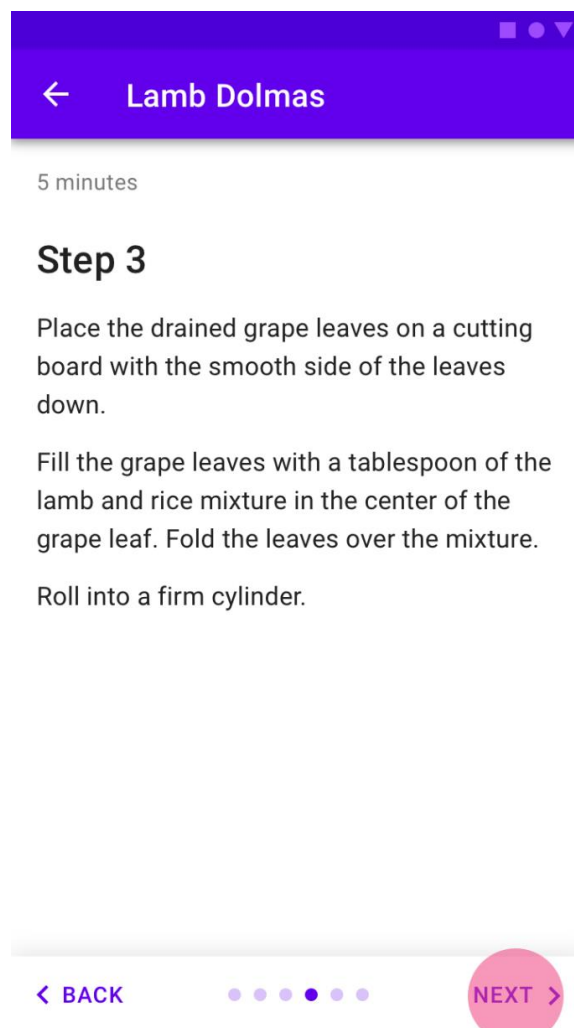 Lamb Dolmas
5 minutes
Step 3
Place the drained grape leaves on a cutting
board with the smooth side of the leaves
down.
Fill the grape leaves with a tablespoon of the
lamb and rice mixture in the center of the
grape leaf. Fold the leaves over the mixture.
Roll into a firm cylinder.
BACK
NEXT